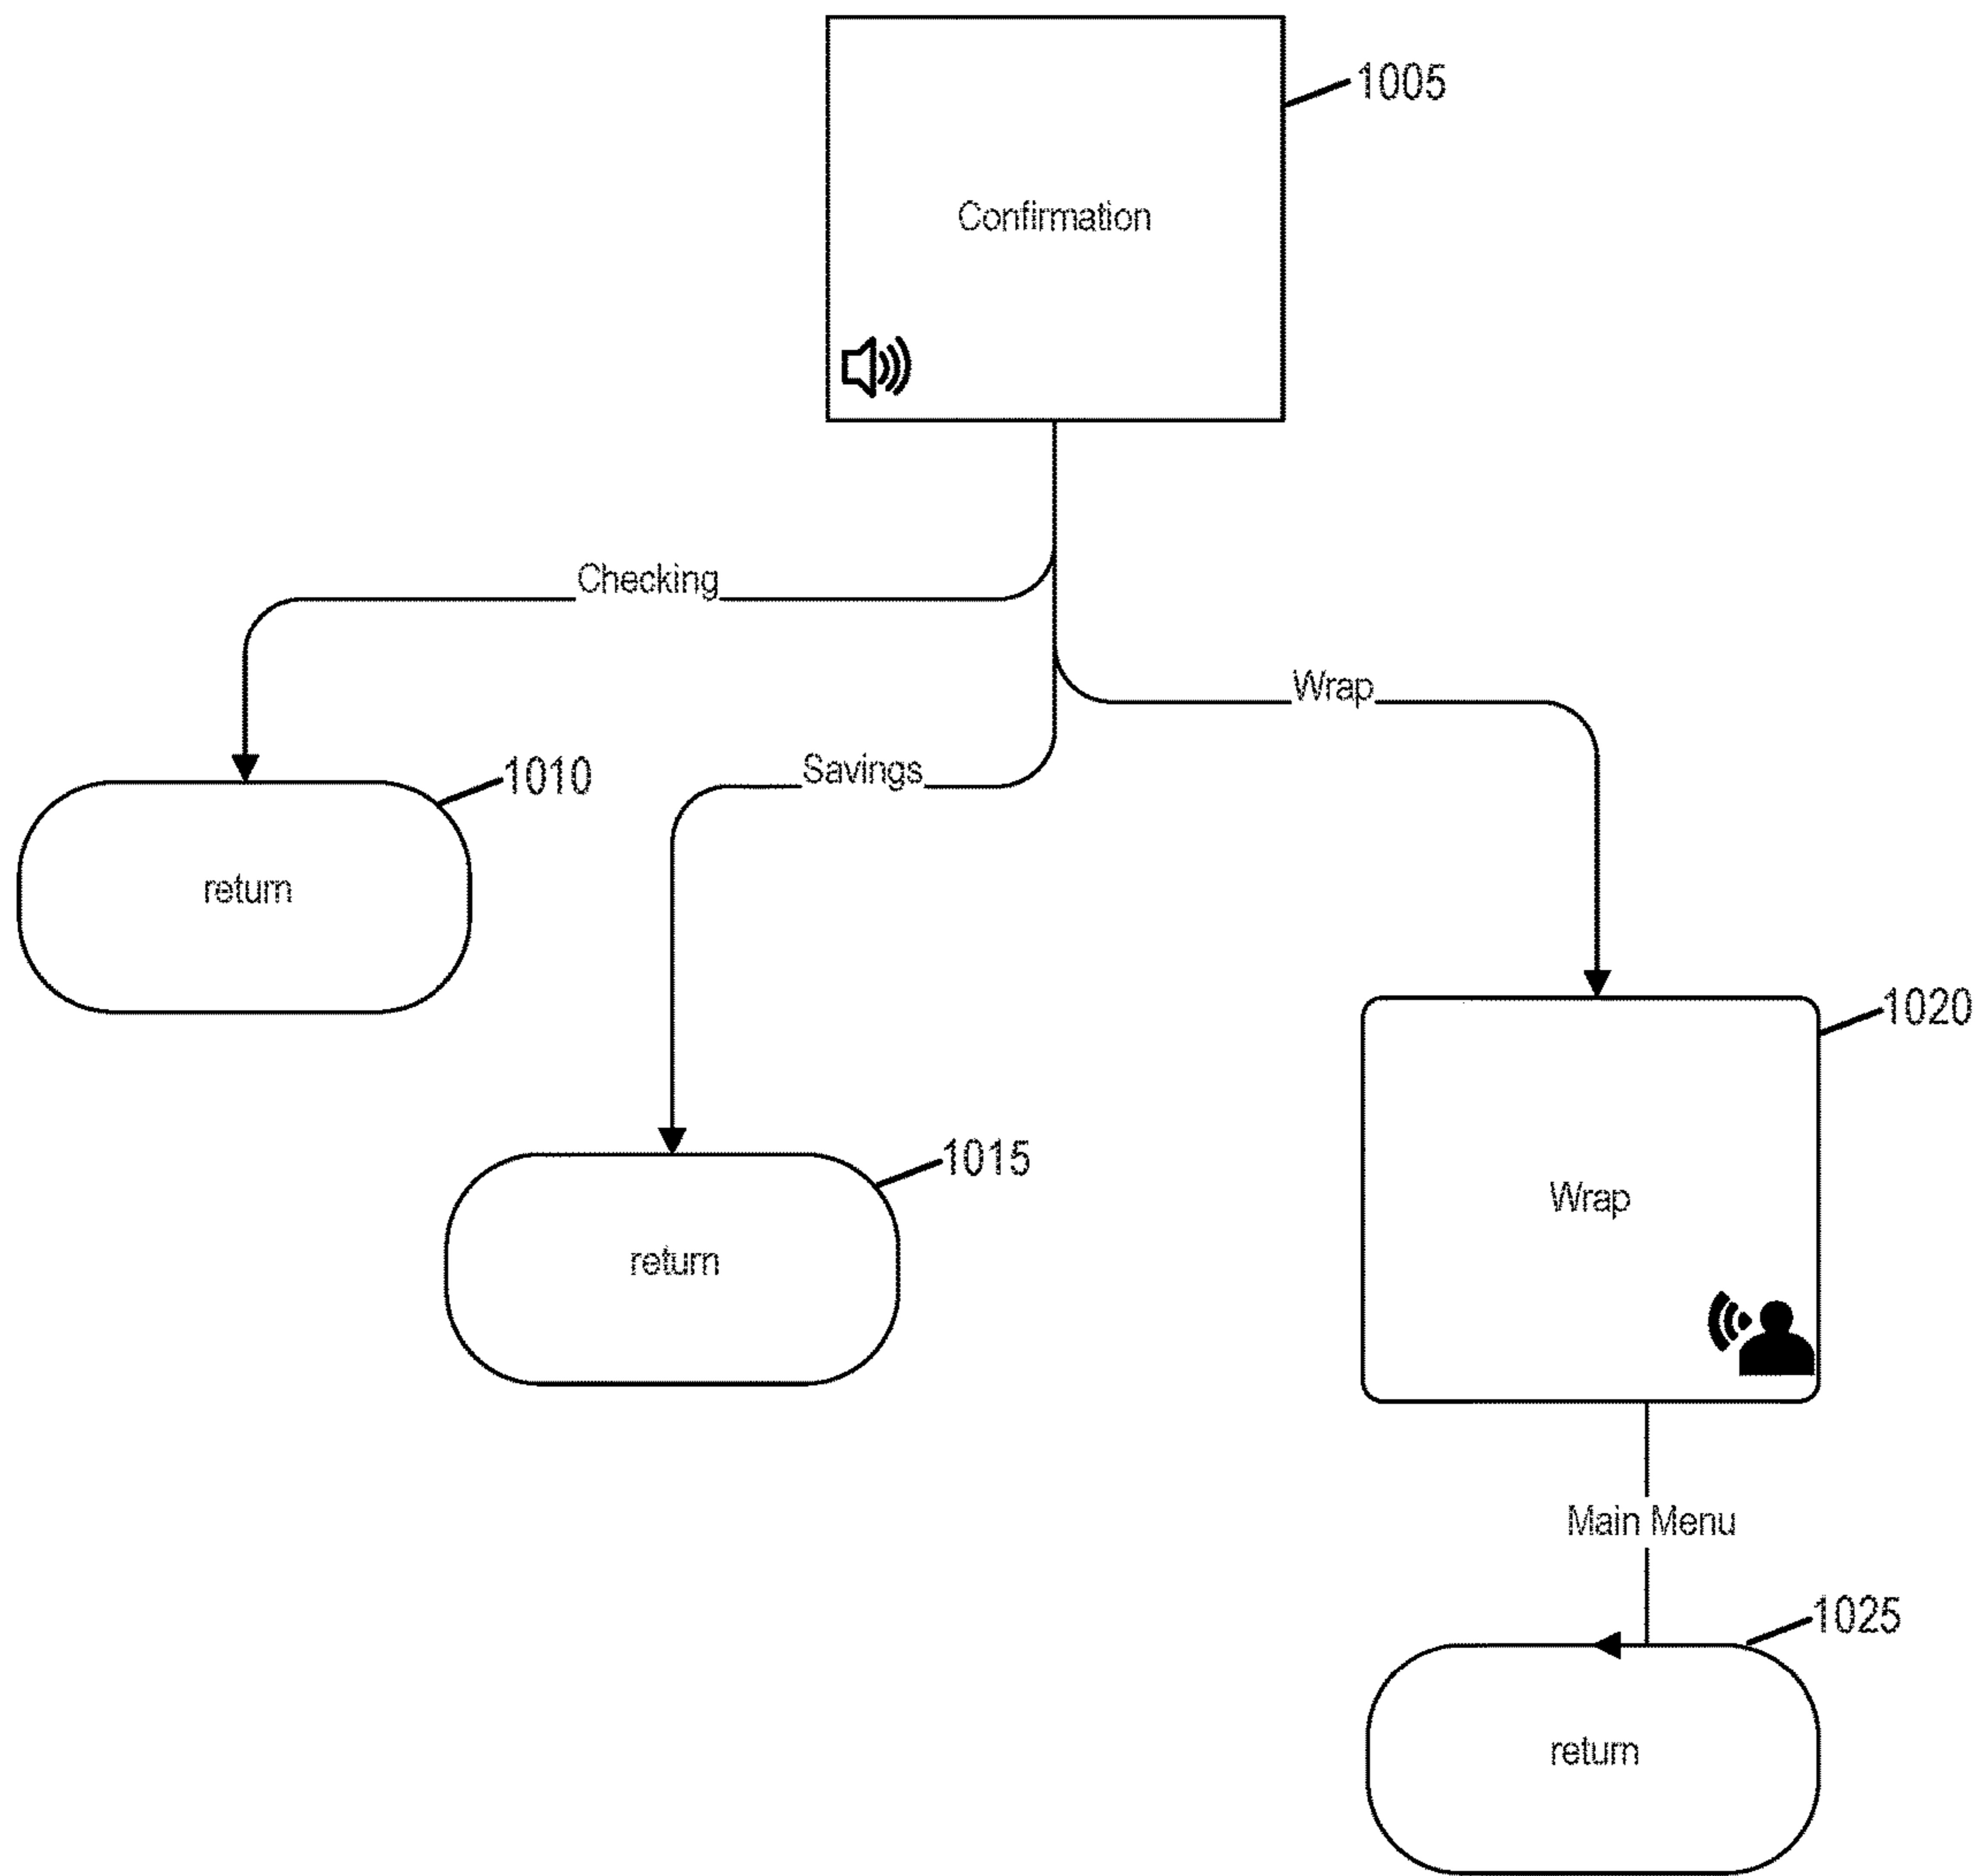 1005
Confirmation
Checking
Wrap
Savings
1010
return
1020
1015
Wrap
return
Main Menu
1025
return